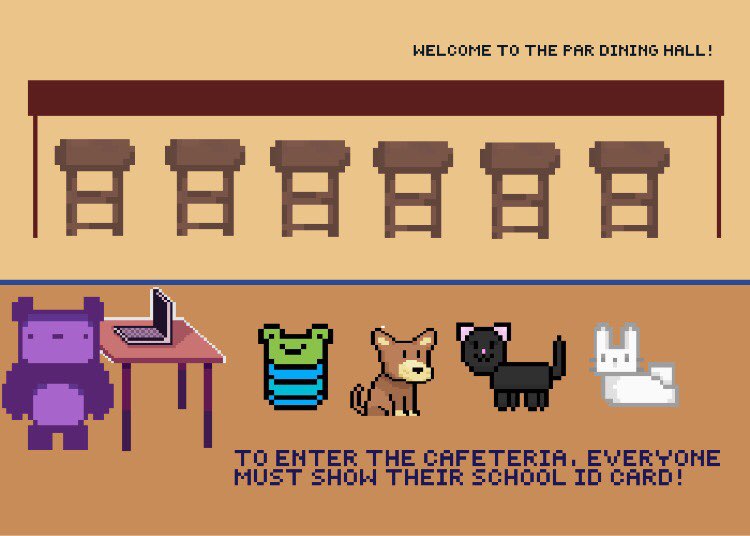 WELCOME TO THE PAR DINING HALL!
TO ENTER THE CAFETERIA, EVERYONE
MUST SHOW THEIR SCHOOL ID CARD!